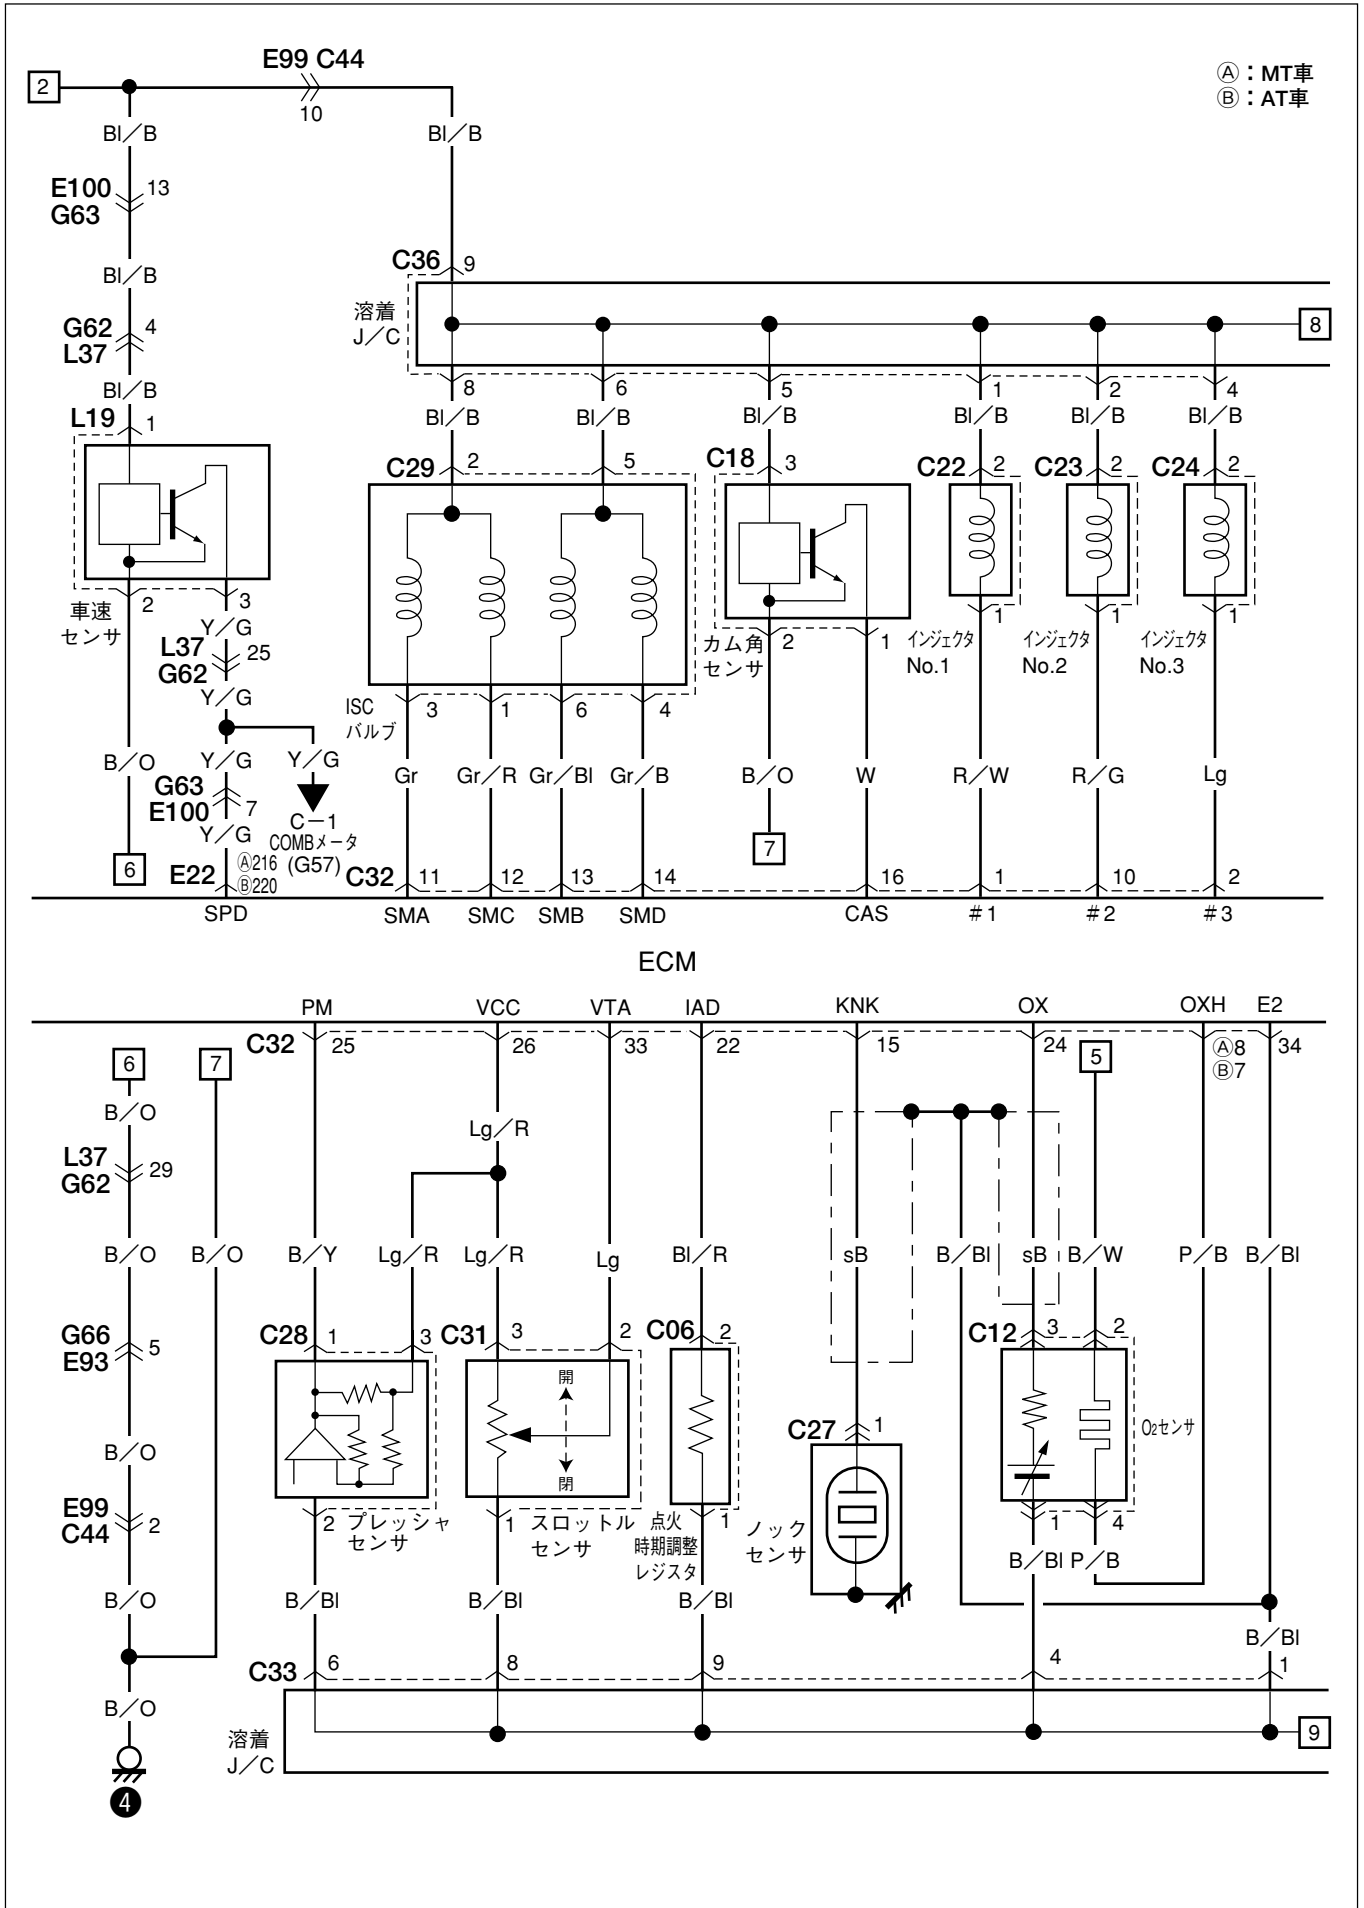 E99 C44
Ⓐ：MT車
2
10
Ⓑ：AT車
Bl／B
Bl／B
E100
13
G63
C36
9
Bl／B
溶着
J／C
8
G62
4
L37
8
6
5
1
2
4
Bl／B
Bl／B
Bl／B
Bl／B
Bl／B
Bl／B
Bl／B
L19
1
C29
2
5
C18
3
C22
2
C23
2
C24
2
車速
センサ
2
3
Y／G
L37
25
G62
Y／G
カム角
センサ
2
1
インジェクタ
No.1
1
インジェクタ
No.2
1
インジェクタ
No.3
1
ISC
バルブ
3
1
6
4
B／O
Y／G
Y／G
Gr
Gr／R
Gr／Bl
Gr／B
B／O
W
R／W
R／G
Lg
G63
E100
7
C－1
COMBメータ
(G57)
Y／G
7
6
E22
Ⓐ216
Ⓑ220
C32
11
12
13
14
16
1
10
2
SPD
SMA
SMC
SMB
SMD
CAS
＃1
＃2
＃3
ECM
PM
VCC
VTA
IAD
KNK
OX
OXH
E2
C32
25
26
33
22
15
24
Ⓐ8
Ⓑ7
34
6
7
5
B／O
Lg／R
L37
29
G62
B／O
B／O
B／Y
Lg／R
Lg／R
Lg
Bl／R
sB
B／Bl
sB
B／W
P／B
B／Bl
G66
5
E93
C28
1
3
C31
3
2
C06
2
C12
3
2
開
閉
C27
1
O₂センサ
B／O
E99
2
C44
2
プレッシャ
センサ
1
スロットル
センサ
点火
時期調整
レジスタ
1
ノック
センサ
1
4
B／Bl
P／B
B／O
B／Bl
B／Bl
B／Bl
B／Bl
C33
6
8
9
4
1
B／O
溶着
J／C
9
4